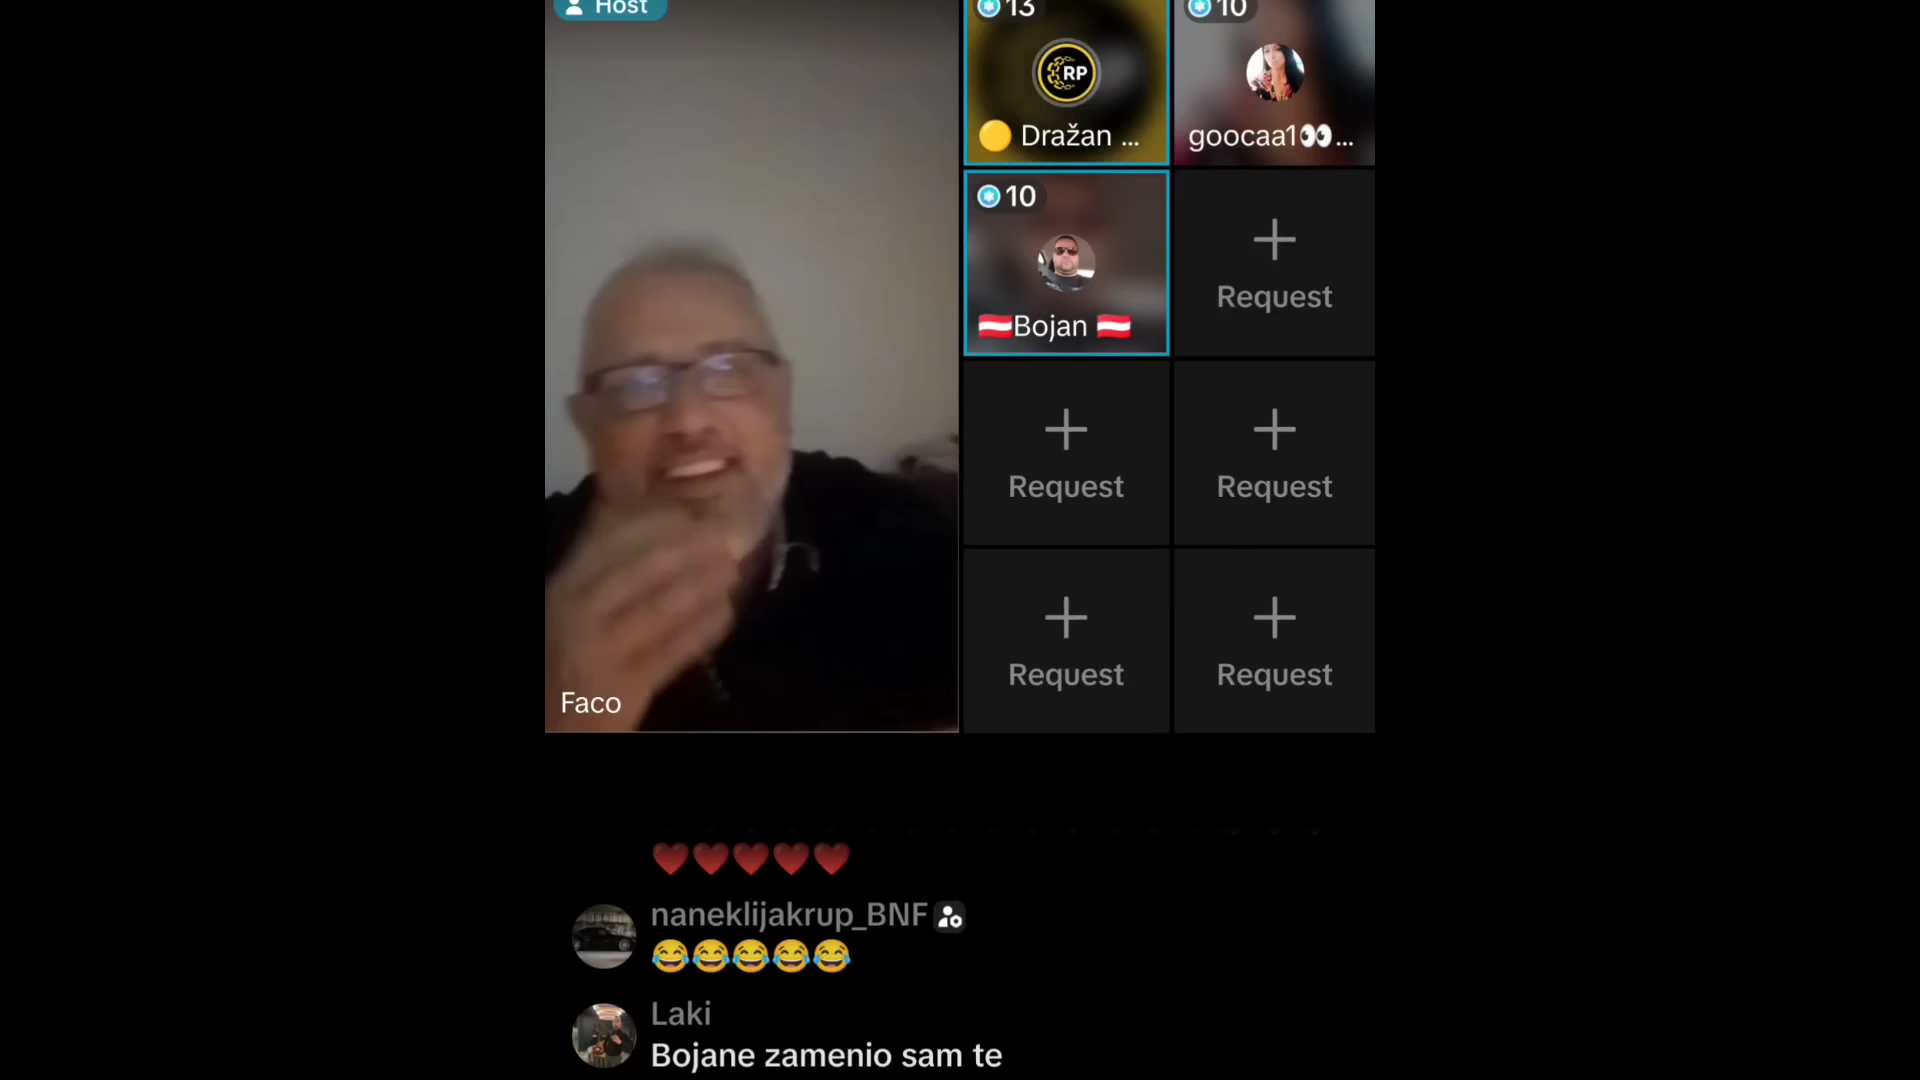 Host
13
10
RP
🟡 Dražan ...
goocaa1👀...
10
🇦🇹Bojan 🇦🇹
Request
Request
Request
Request
Request
Faco
❤️❤️❤️❤️❤️
naneklijakrup_BNF
😂😂😂😂😂
Laki
Bojane zamenio sam te